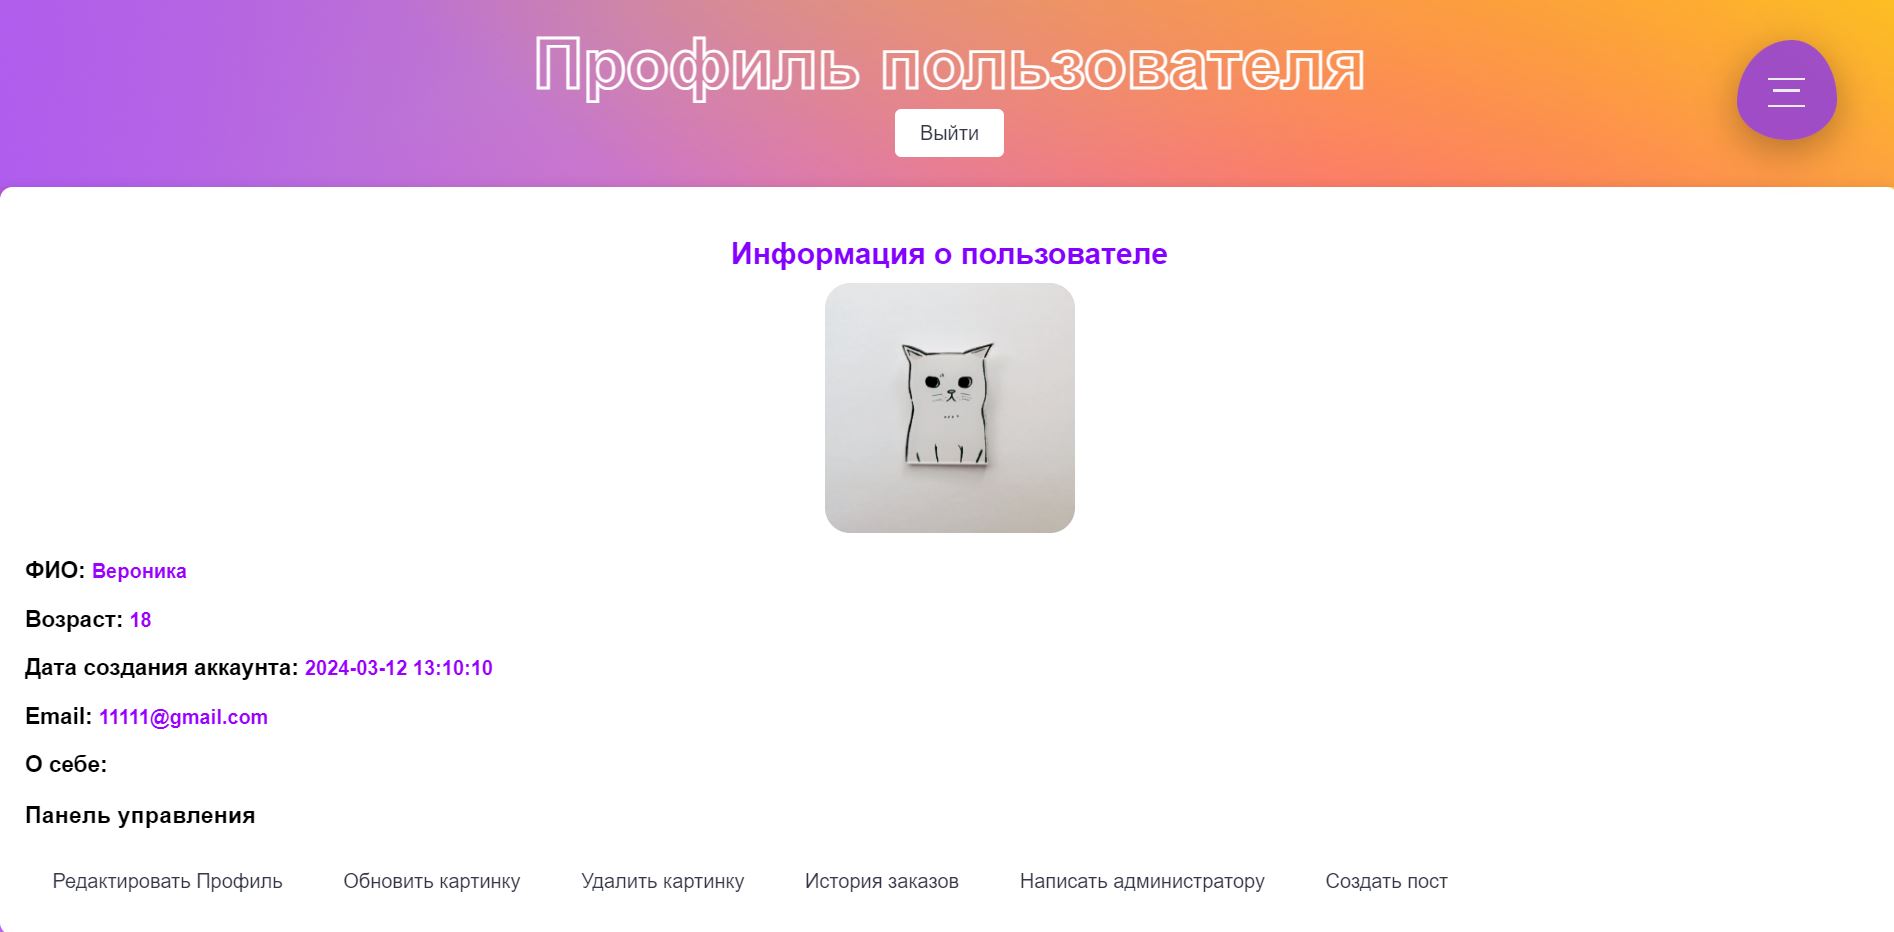 Профиль пользователя
Выйти
Информация о пользователе
ФИО: Вероника
Возраст: 18
Дата создания аккаунта: 2024-03-12 13:10:10
Email: 11111@gmail.com
О себе:
Панель управления
Редактировать Профиль Обновить картинку Удалить картинку История заказов Написать администратору Создать пост